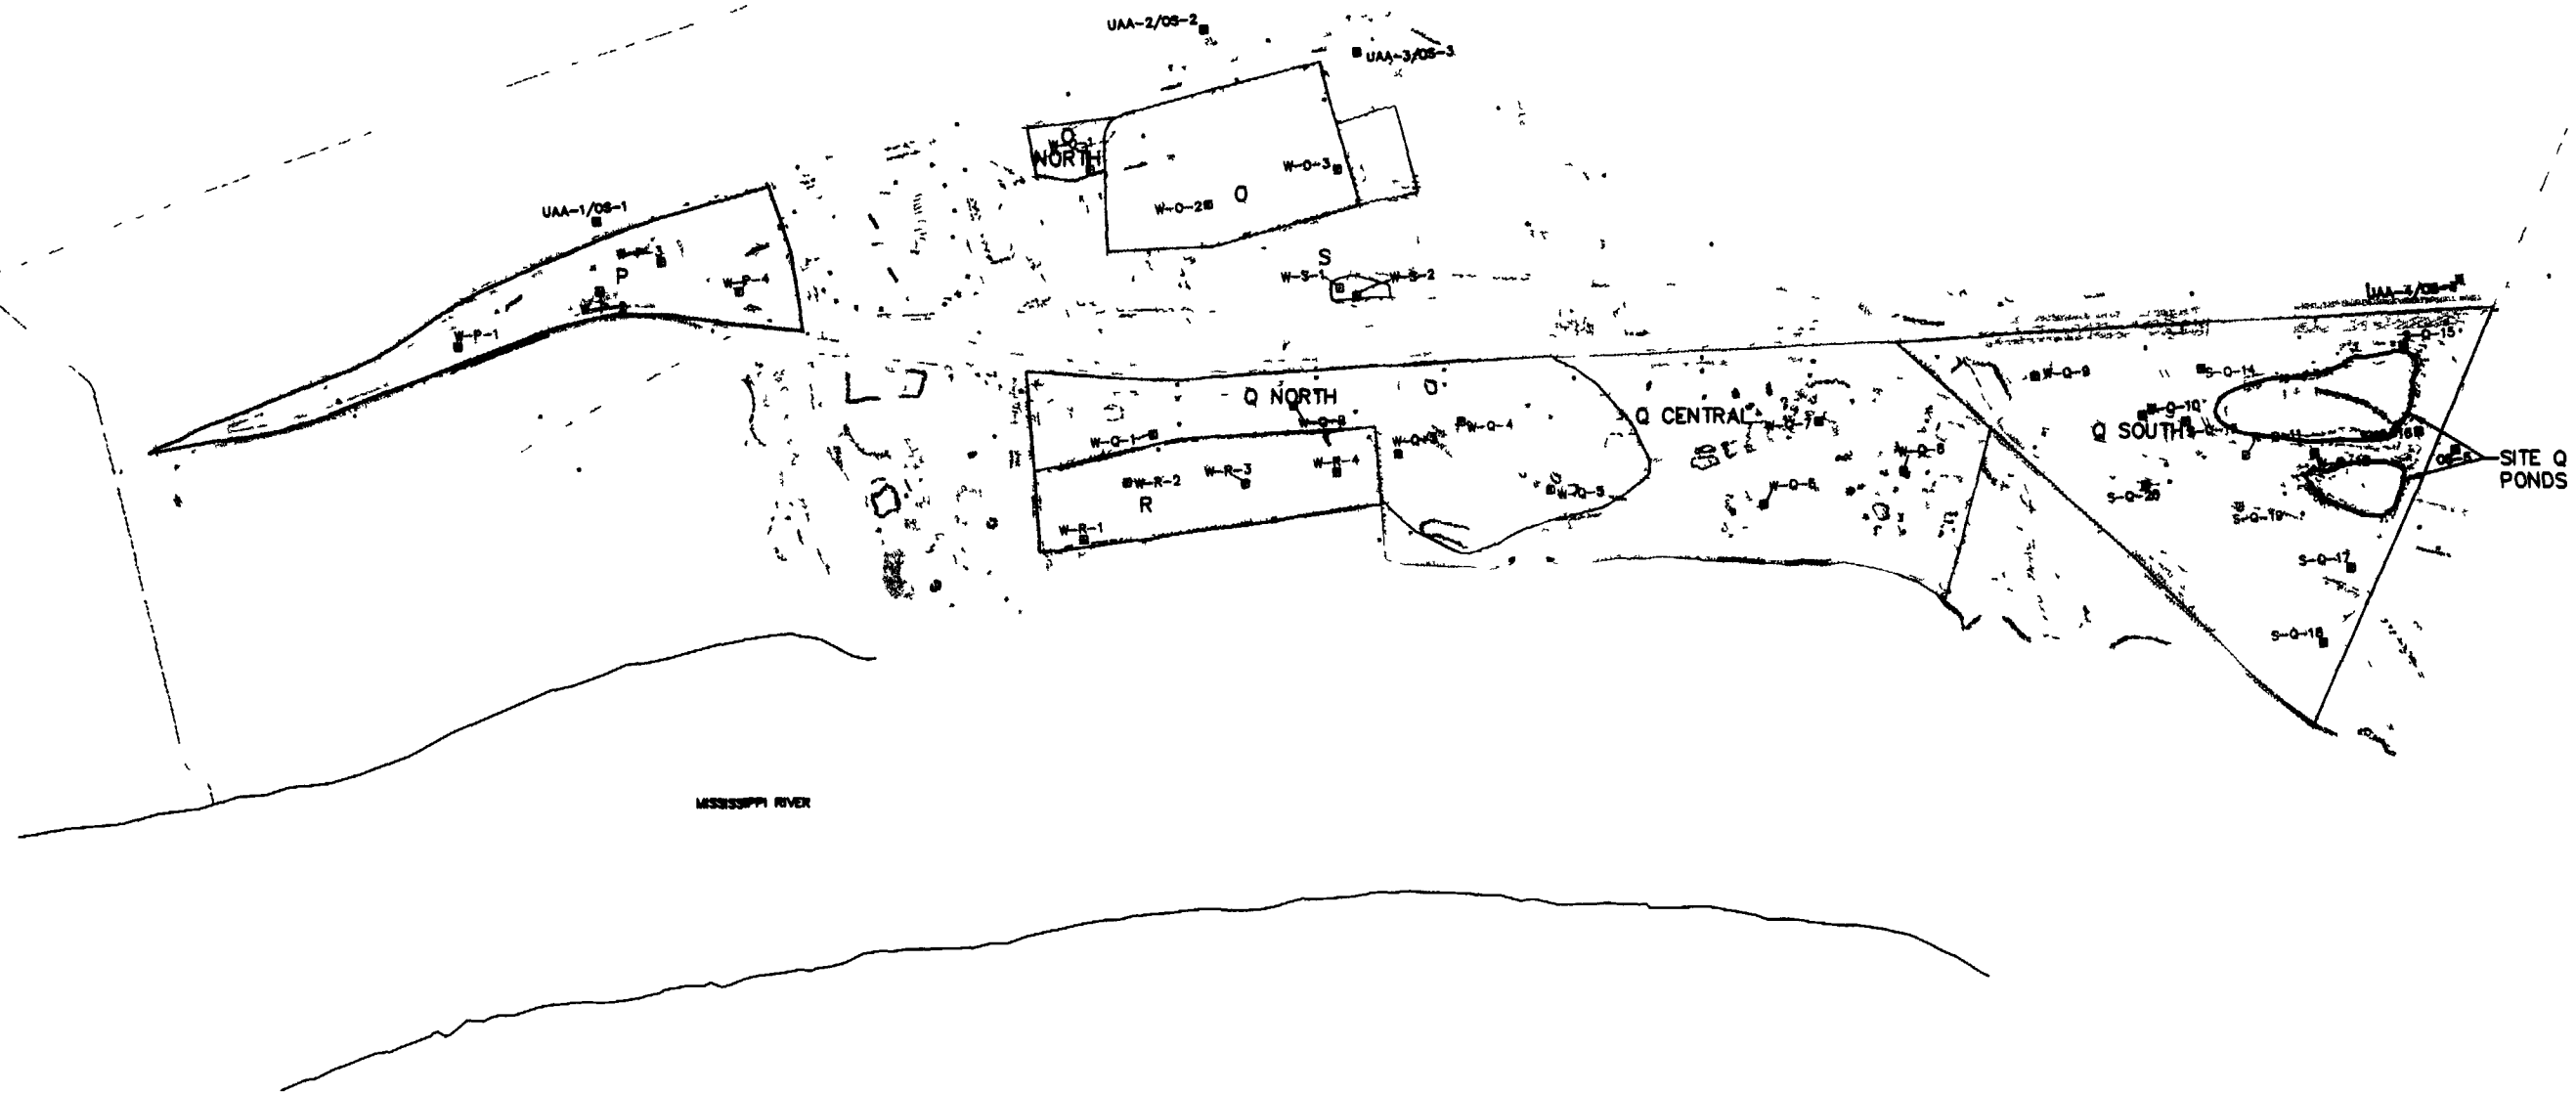 UAA-2/OS-2
UAA-3/OS-3
O
NORTH
W-O-3
W-O-2
O
UAA-1/OS-1
P
W-P-4
W-P-1
S
W-S-1
W-S-2
Q NORTH
W-Q-1
W-Q-4
W-Q-5
W-R-2
W-R-3
W-R-4
R
W-R-1
Q CENTRAL
W-Q-7
W-Q-8
W-Q-6
W-Q-9
S-Q-14
W-Q-10
Q SOUTH
S-Q-20
S-Q-19
S-Q-17
S-Q-18
SITE Q
PONDS
MISSISSIPPI RIVER